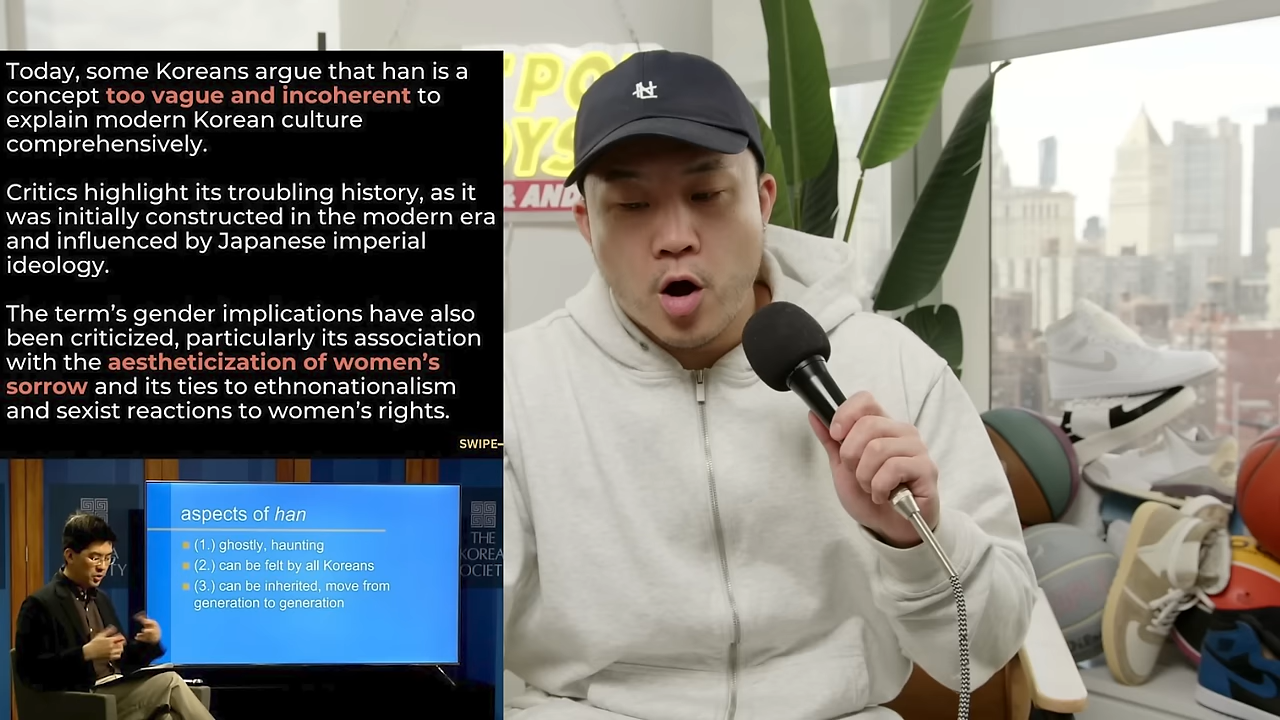 Today, some Koreans argue that han is a
concept too vague and incoherent to
explain modern Korean culture
comprehensively.
Critics highlight its troubling history, as it
was initially constructed in the modern era
and influenced by Japanese imperial
ideology.
The term's gender implications have also
been criticized, particularly its association
with the aestheticization of women's
sorrow and its ties to ethnonationalism
and sexist reactions to women's rights.
SWIPE
aspects of han
(1.) ghostly, haunting
(2.) can be felt by all Koreans
(3.) can be inherited, move from
generation to generation
THE
KOREA
SOCIETY